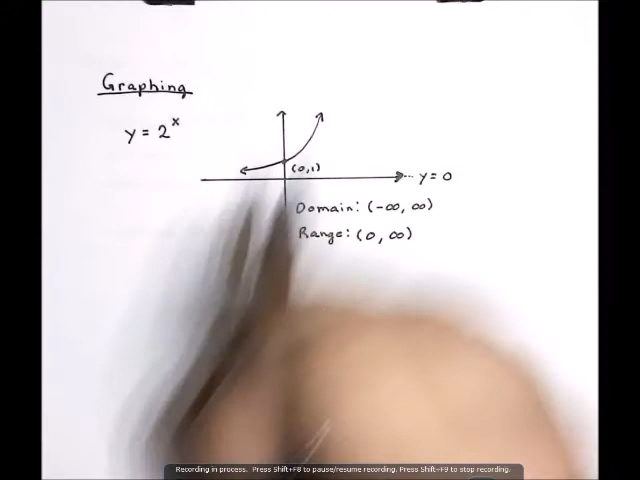 Graphing
y = 2^x
(0,1)
y = 0
Domain: (-∞, ∞)
Range: (0, ∞)
Recording in process. Press Shift+F8 to pause/resume recording. Press Shift+F9 to stop recording.